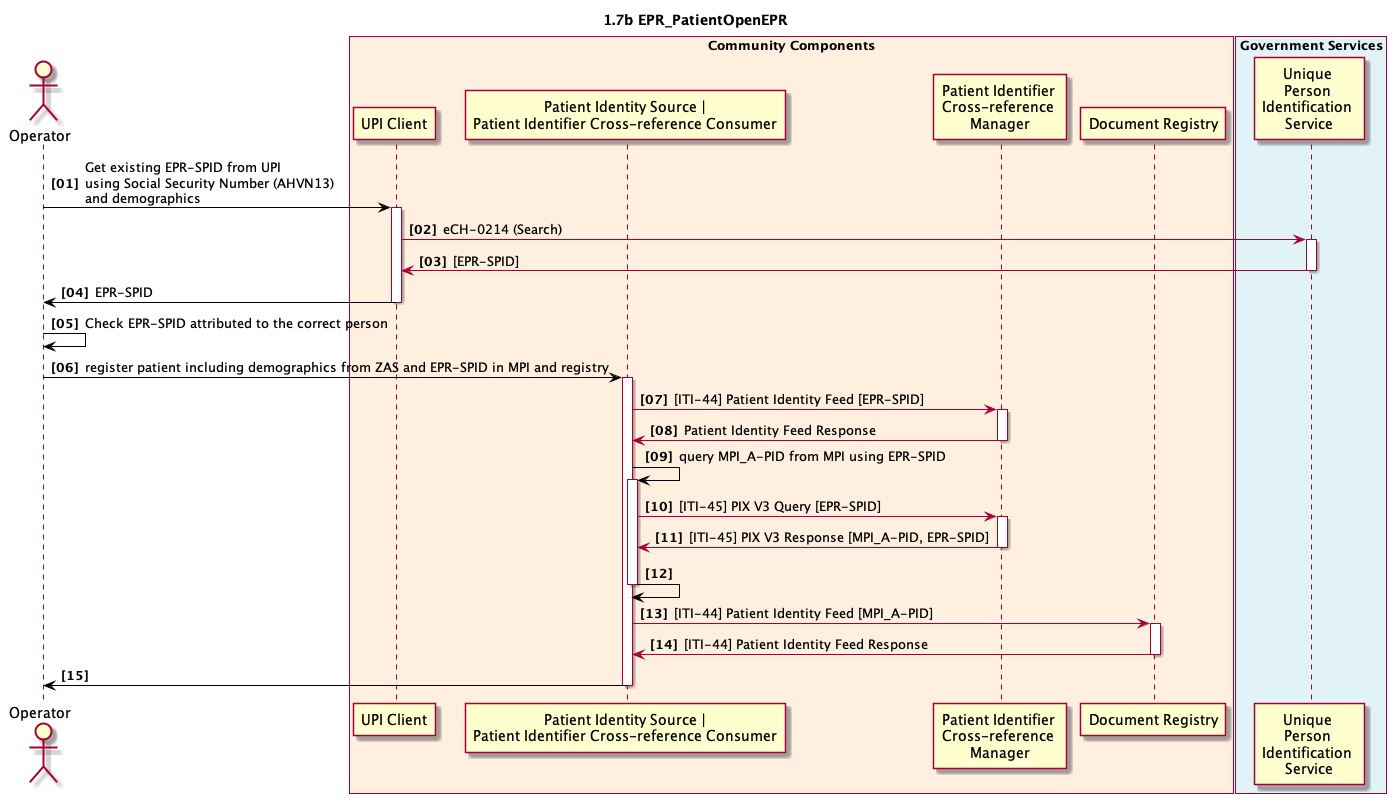 1.7b EPR_PatientOpenEPR
Community Components
Government Services
Operator
UPI Client
Patient Identity Source |
Patient Identifier Cross-reference Consumer
Patient Identifier
Cross-reference
Manager
Document Registry
Unique
Person
Identification
Service
Get existing EPR-SPID from UPI
[01] using Social Security Number (AHVN13)
and demographics
[02] eCH-0214 (Search)
[03] [EPR-SPID]
[04] EPR-SPID
[05] Check EPR-SPID attributed to the correct person
[06] register patient including demographics from ZAS and EPR-SPID in MPI and registry
[07] [ITI-44] Patient Identity Feed [EPR-SPID]
[08] Patient Identity Feed Response
[09] query MPI_A-PID from MPI using EPR-SPID
[10] [ITI-45] PIX V3 Query [EPR-SPID]
[11] [ITI-45] PIX V3 Response [MPI_A-PID, EPR-SPID]
[12]
[13] [ITI-44] Patient Identity Feed [MPI_A-PID]
[14] [ITI-44] Patient Identity Feed Response
[15]
Operator
UPI Client
Patient Identity Source |
Patient Identifier Cross-reference Consumer
Patient Identifier
Cross-reference
Manager
Document Registry
Unique
Person
Identification
Service